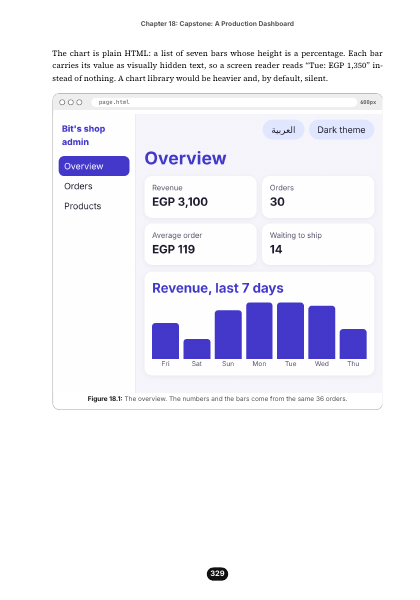 Chapter 18: Capstone: A Production Dashboard
The chart is plain HTML: a list of seven bars whose height is a percentage. Each bar
carries its value as visually hidden text, so a screen reader reads “Tue: EGP 1,350” in-
stead of nothing. A chart library would be heavier and, by default, silent.
page.html
600px
العربية
Dark theme
Bit's shop
admin
Overview
Orders
Products
Overview
Revenue
EGP 3,100
Orders
30
Average order
EGP 119
Waiting to ship
14
Revenue, last 7 days
Fri Sat Sun Mon Tue Wed Thu
Figure 18.1: The overview. The numbers and the bars come from the same 36 orders.
329